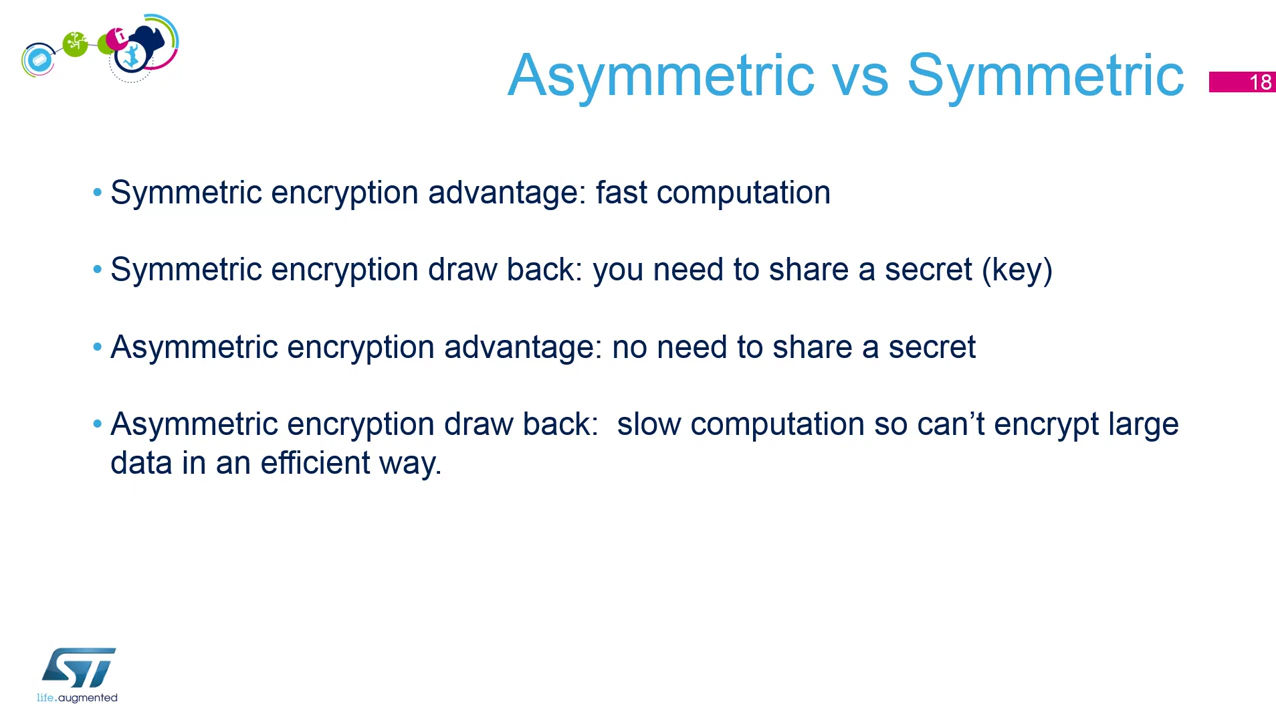 Asymmetric vs Symmetric
18
• Symmetric encryption advantage: fast computation
• Symmetric encryption draw back: you need to share a secret (key)
• Asymmetric encryption advantage: no need to share a secret
• Asymmetric encryption draw back:  slow computation so can’t encrypt large
data in an efficient way.
ST
life.augmented